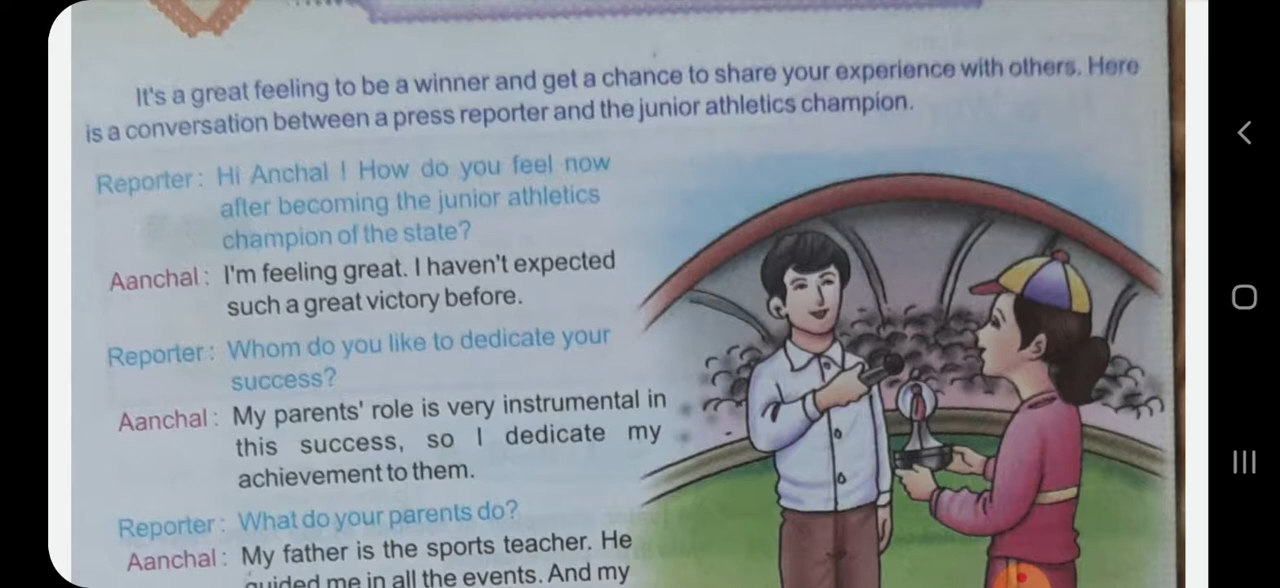 It's a great feeling to be a winner and get a chance to share your experience with others. Here
is a conversation between a press reporter and the junior athletics champion.
Reporter : Hi Anchal ! How do you feel now
after becoming the junior athletics
champion of the state?
Aanchal : I'm feeling great. I haven't expected
such a great victory before.
Reporter : Whom do you like to dedicate your
success?
Aanchal : My parents' role is very instrumental in
this success, so I dedicate my
achievement to them.
Reporter : What do your parents do?
Aanchal : My father is the sports teacher. He
guided me in all the events. And my